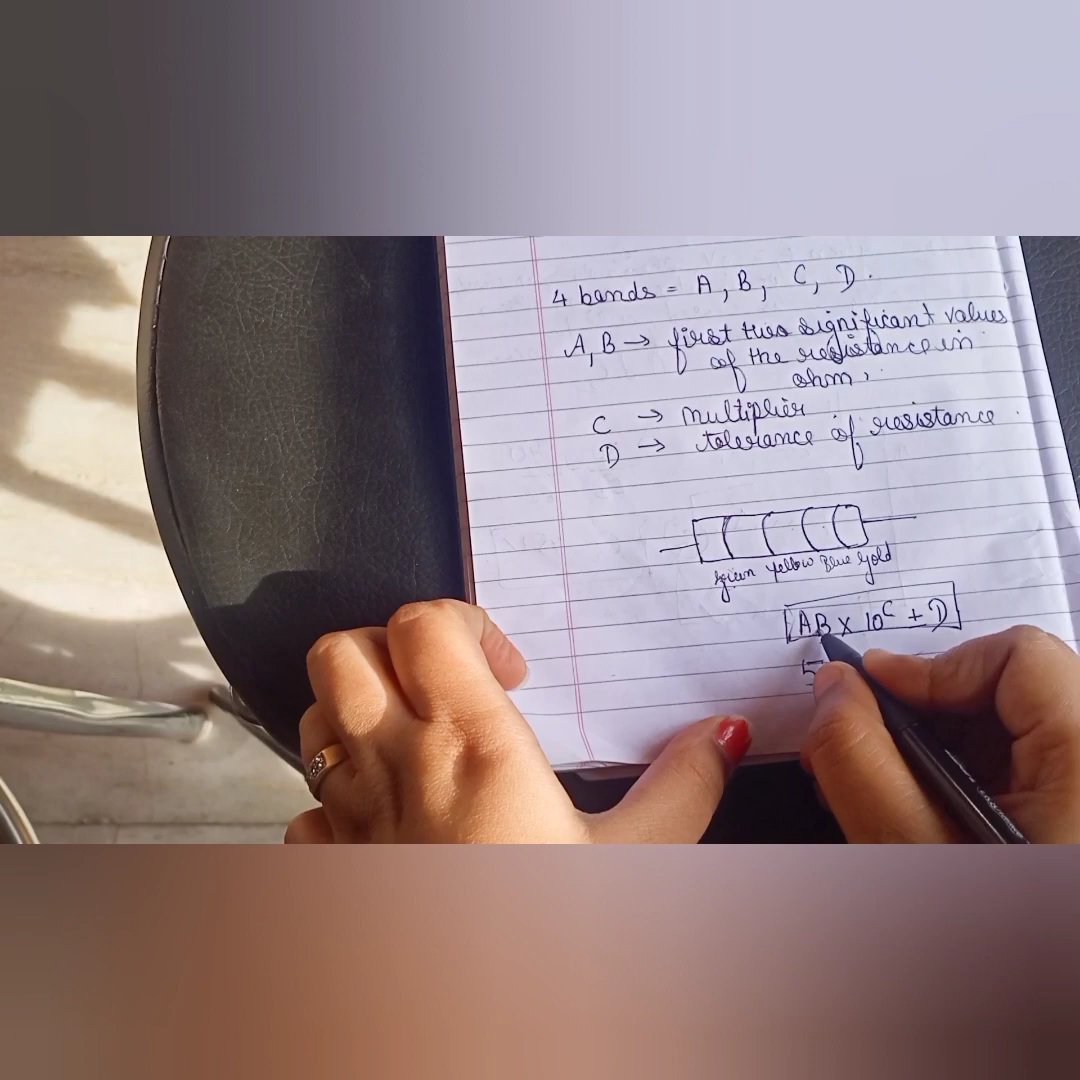 4 bands = A, B, C, D.
A, B → first two significant values
of the resistance in
ohm,
C → multiplier
D → tolerance of resistance
green yellow Blue gold
AB x 10^C ± D
5